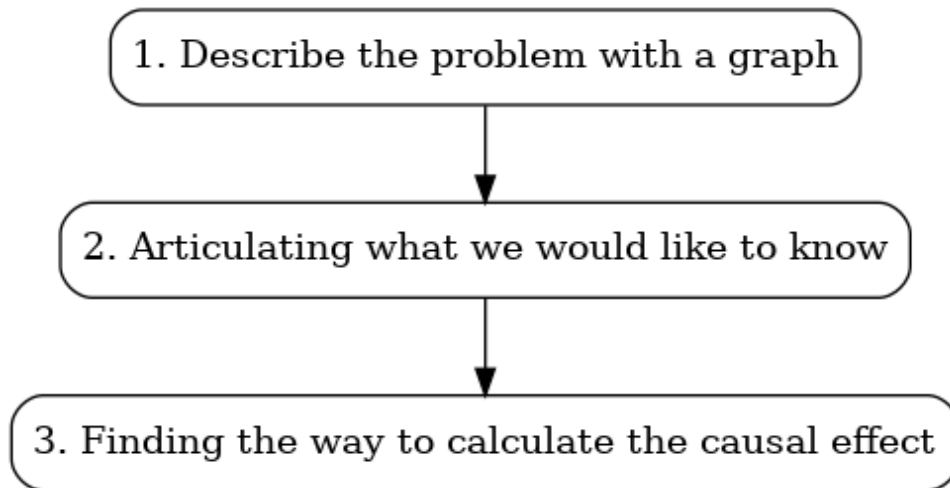 1. Describe the problem with a graph
2. Articulating what we would like to know
3. Finding the way to calculate the causal effect